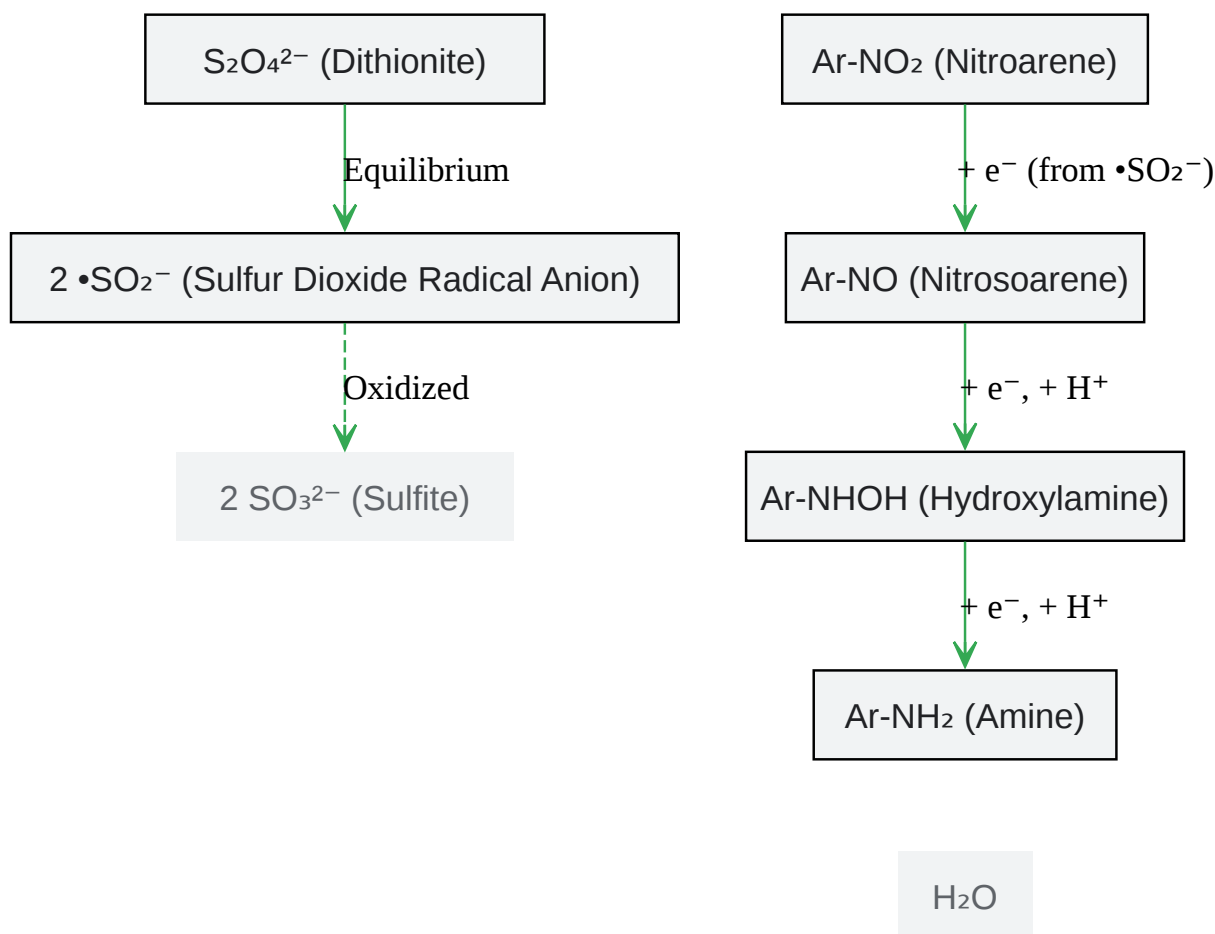 S₂O₄²⁻ (Dithionite)
Equilibrium
2 •SO₂⁻ (Sulfur Dioxide Radical Anion)
Oxidized
2 SO₃²⁻ (Sulfite)
Ar-NO₂ (Nitroarene)
+ e⁻ (from •SO₂⁻)
Ar-NO (Nitrosoarene)
+ e⁻, + H⁺
Ar-NHOH (Hydroxylamine)
+ e⁻, + H⁺
Ar-NH₂ (Amine)
H₂O